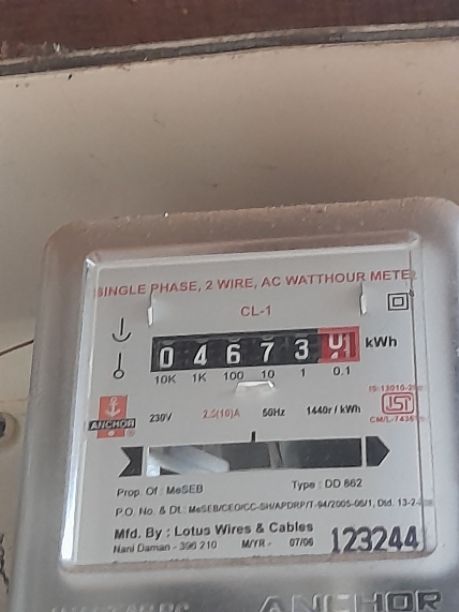 SINGLE PHASE, 2 WIRE, AC WATTHOUR METER
CL-1
0 4 6 7 3 kWh
10K 1K 100 10 1 0.1
ANCHOR
230V 2.5(10)A 50Hz 1440r / kWh
Prop. Of : MeSEB Type : DD 862
P.O. No. & Dt.
Mfd. By : Lotus Wires & Cables
Nani Daman - 396 210 M/YR - 07/06 123244
ANCHOR